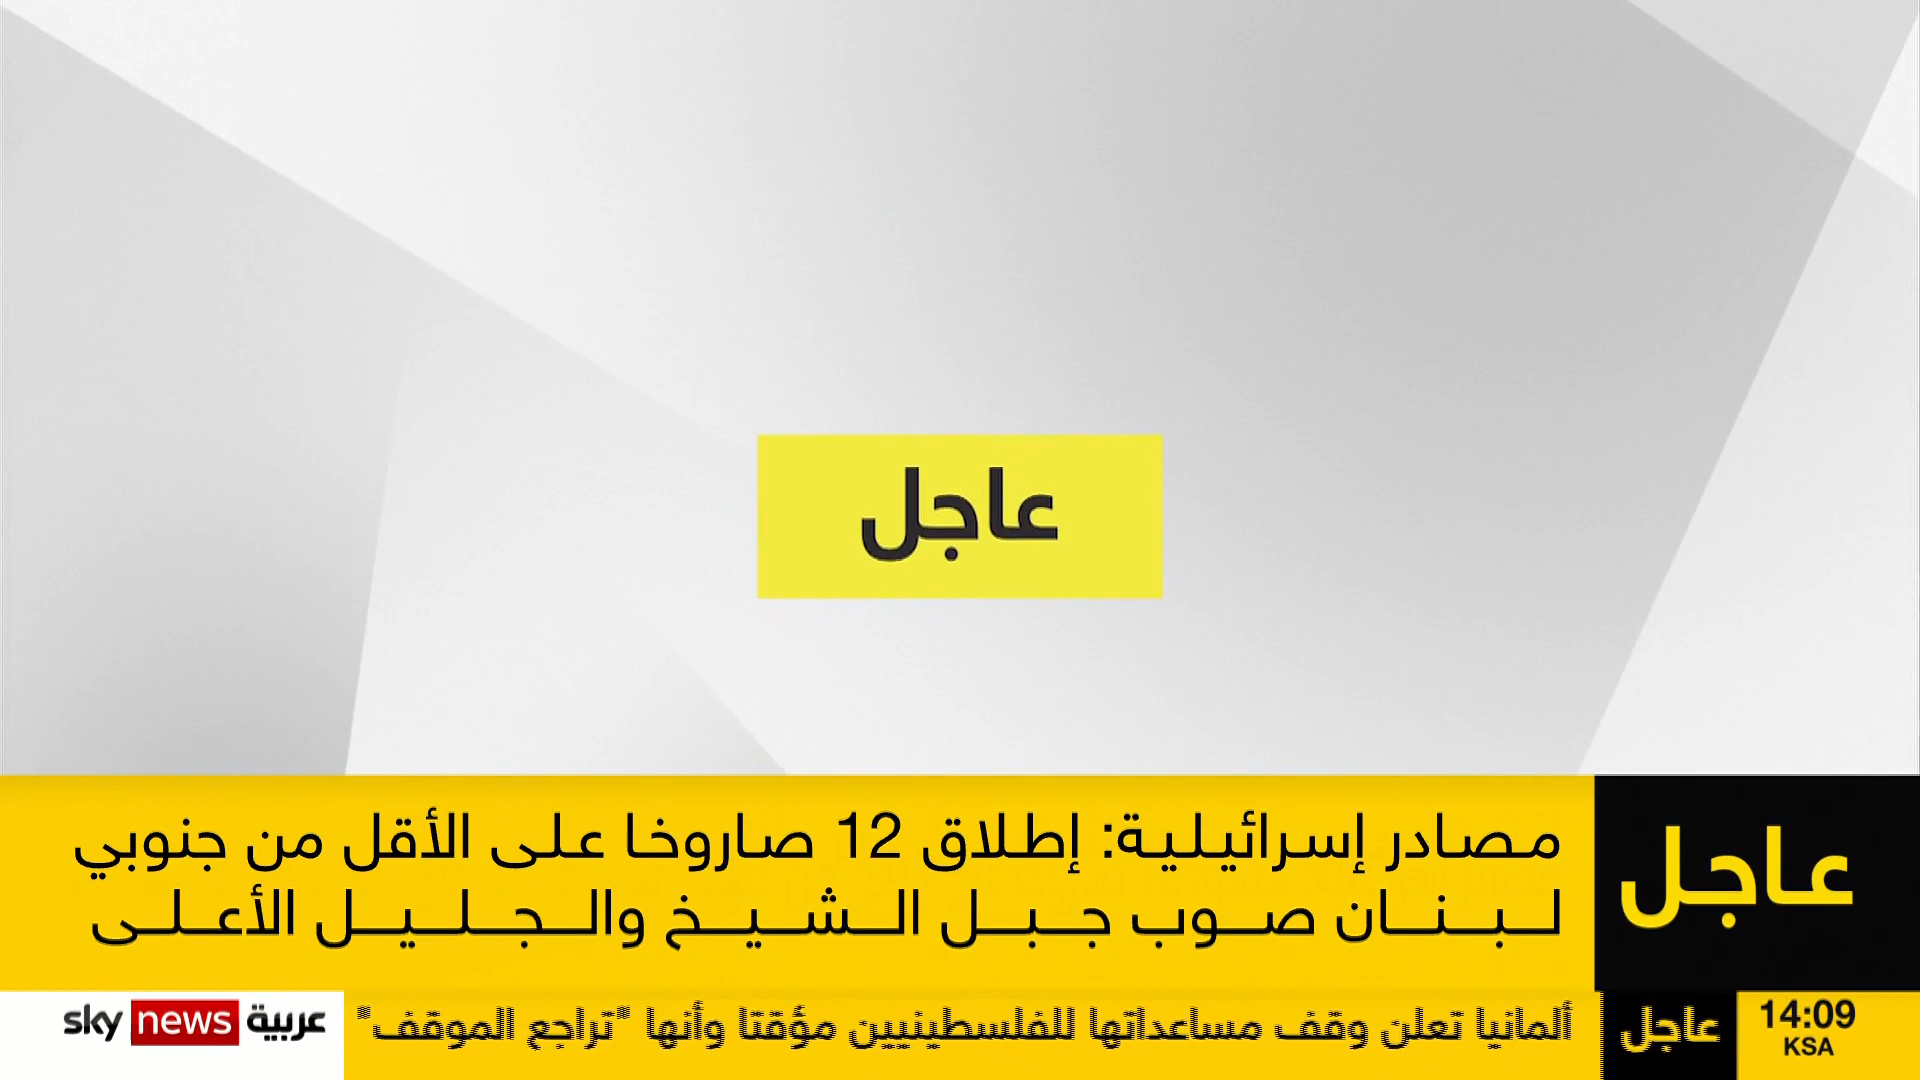 عاجل
مصادر إسرائيلية: إطلاق 12 صاروخا على الأقل من جنوبي
لبنان صوب جبل الشيخ والجليل الأعلى
عاجل
14:09
KSA
عاجل
ألمانيا تعلن وقف مساعداتها للفلسطينيين مؤقتا وأنها "تراجع الموقف"
sky news عربية